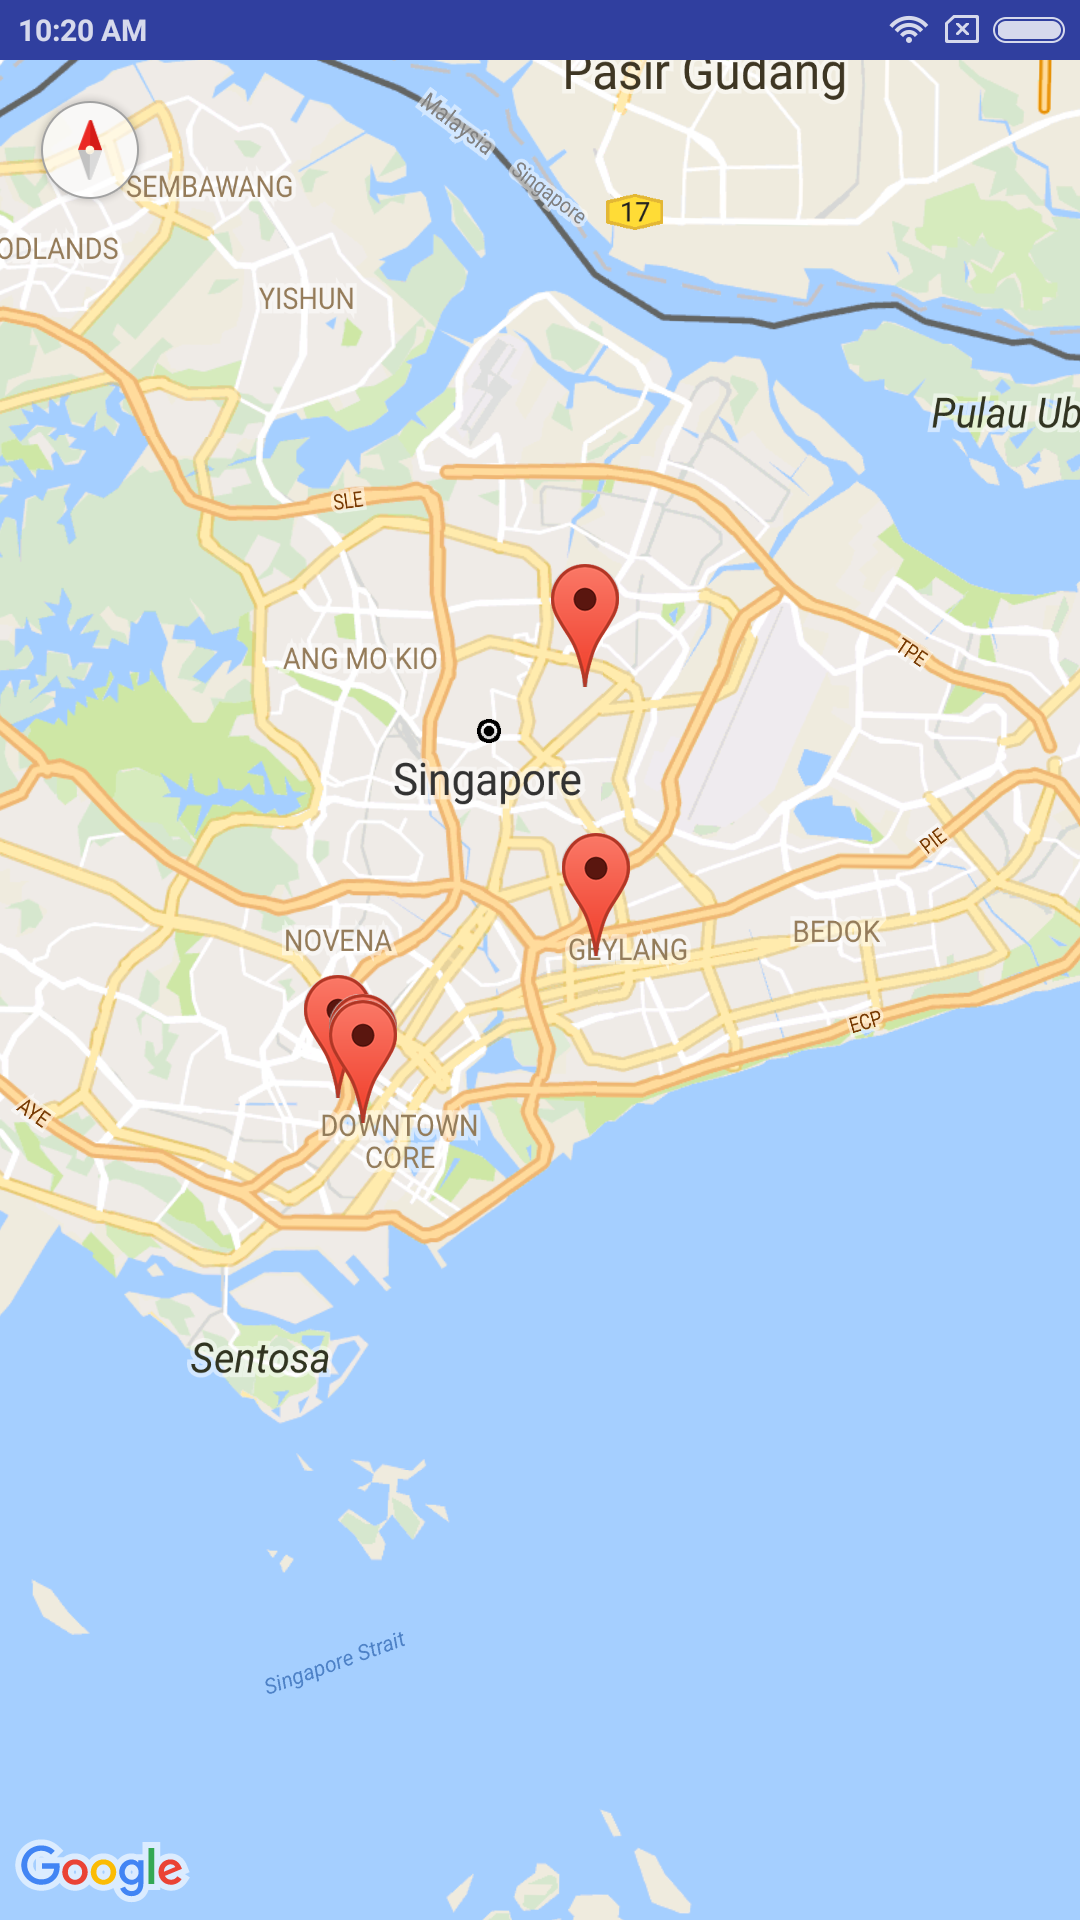 10:20 AM
Pasir Gudang
Malaysia
Singapore
SEMBAWANG
17
ODLANDS
YISHUN
Pulau Ub
SLE
ANG MO KIO
TPE
Singapore
PIE
NOVENA
BEDOK
GEYLANG
ECP
AYE
DOWNTOWN
CORE
Sentosa
Singapore Strait
Google